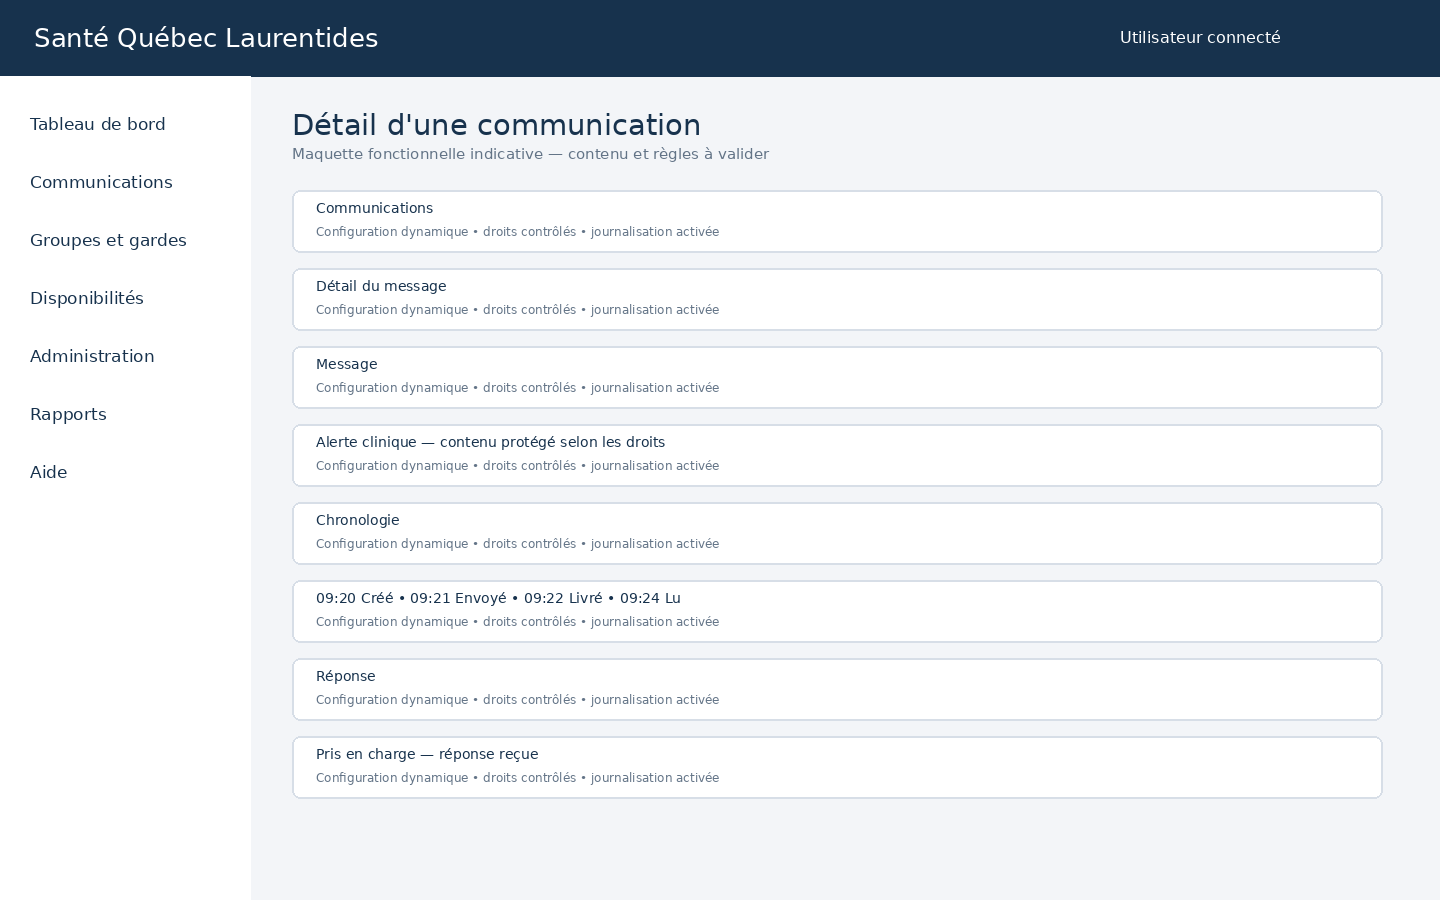 Santé Québec Laurentides
Utilisateur connecté
Tableau de bord
Communications
Groupes et gardes
Disponibilités
Administration
Rapports
Aide
Détail d'une communication
Maquette fonctionnelle indicative — contenu et règles à valider
Communications
Configuration dynamique • droits contrôlés • journalisation activée
Détail du message
Configuration dynamique • droits contrôlés • journalisation activée
Message
Configuration dynamique • droits contrôlés • journalisation activée
Alerte clinique — contenu protégé selon les droits
Configuration dynamique • droits contrôlés • journalisation activée
Chronologie
Configuration dynamique • droits contrôlés • journalisation activée
09:20 Créé • 09:21 Envoyé • 09:22 Livré • 09:24 Lu
Configuration dynamique • droits contrôlés • journalisation activée
Réponse
Configuration dynamique • droits contrôlés • journalisation activée
Pris en charge — réponse reçue
Configuration dynamique • droits contrôlés • journalisation activée